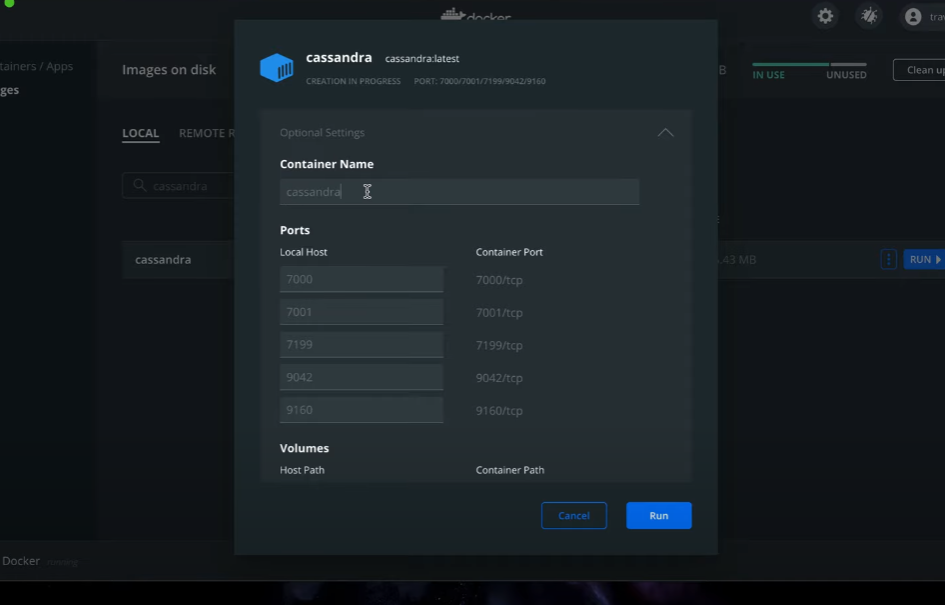 docker
tra
cassandra cassandra:latest
CREATION IN PROGRESS PORT: 7000/7001/7199/9042/9160
tainers / Apps
ges
Images on disk
B
IN USE
UNUSED
Clean up
LOCAL
REMOTE R
Optional Settings
Container Name
cassandra
cassandra
Ports
Local Host
Container Port
cassandra
.43 MB
RUN
7000
7000/tcp
7001
7001/tcp
7199
7199/tcp
9042
9042/tcp
9160
9160/tcp
Volumes
Host Path
Container Path
Cancel
Run
Docker running